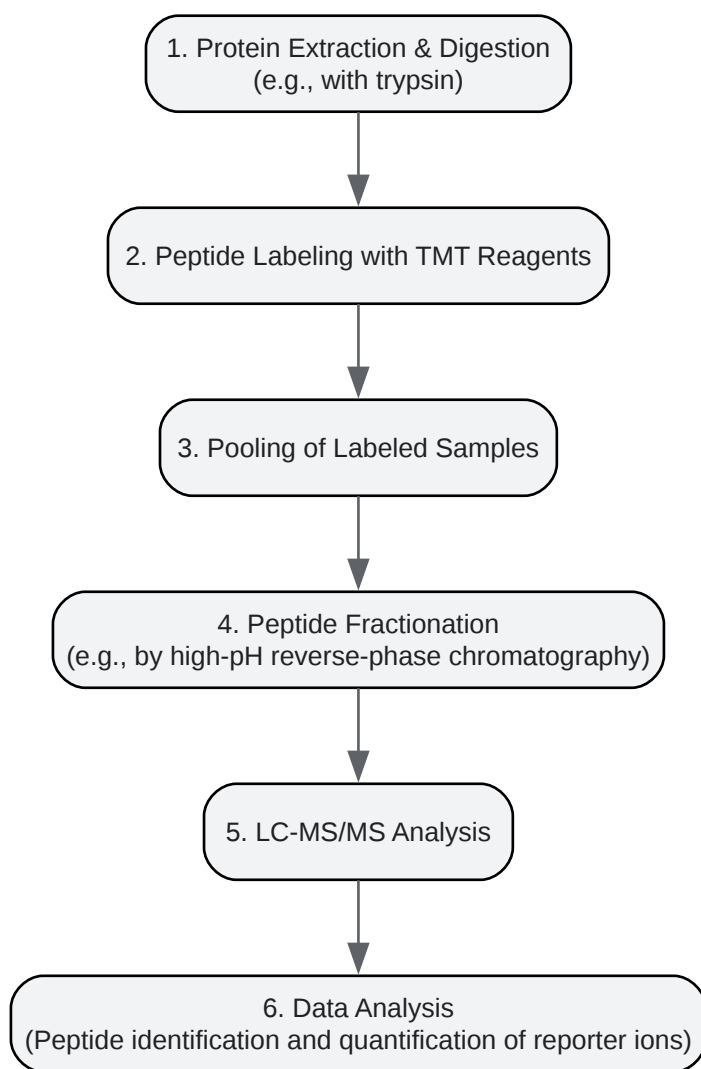 1. Protein Extraction & Digestion
(e.g., with trypsin)
2. Peptide Labeling with TMT Reagents
3. Pooling of Labeled Samples
4. Peptide Fractionation
(e.g., by high-pH reverse-phase chromatography)
5. LC-MS/MS Analysis
6. Data Analysis
(Peptide identification and quantification of reporter ions)